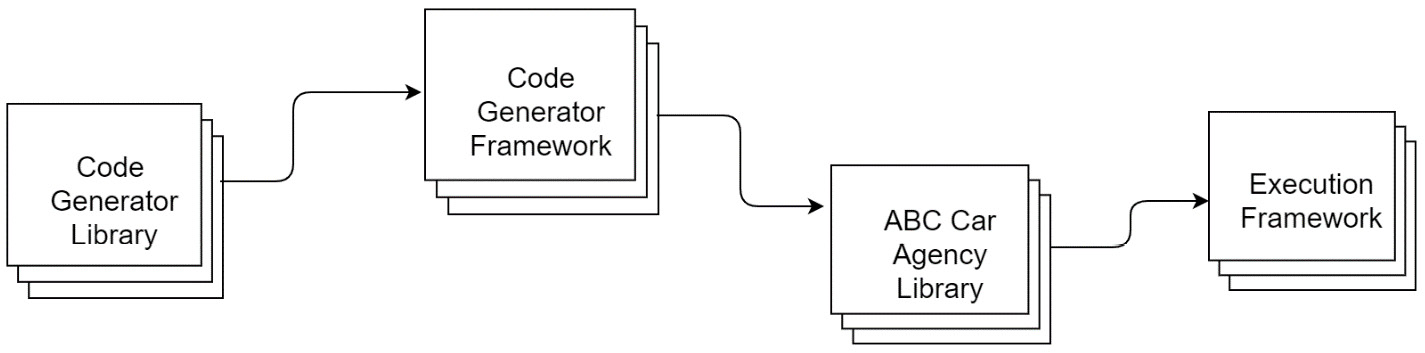 Code
Generator
Library
Code
Generator
Framework
ABC Car
Agency
Library
Execution
Framework